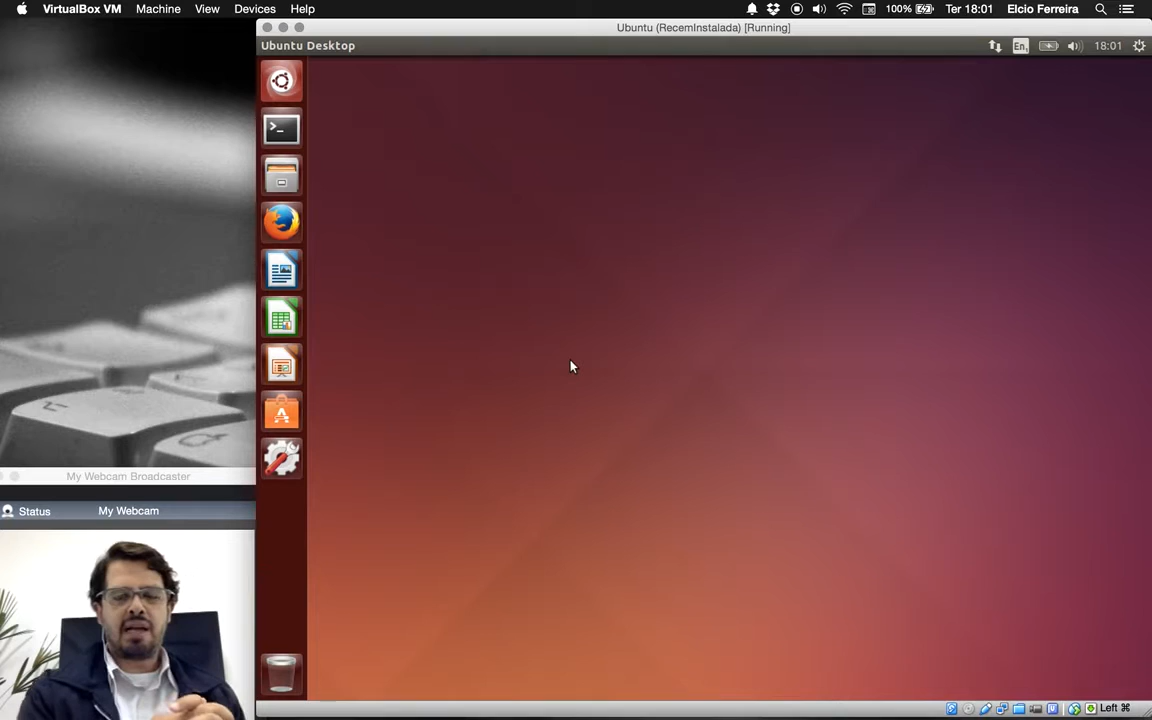 VirtualBox VM Machine View Devices Help 100% Ter 18:01 Elcio Ferreira
Ubuntu (RecemInstalada) [Running]
Ubuntu Desktop En 18:01
My Webcam Broadcaster
Status My Webcam
Left ⌘